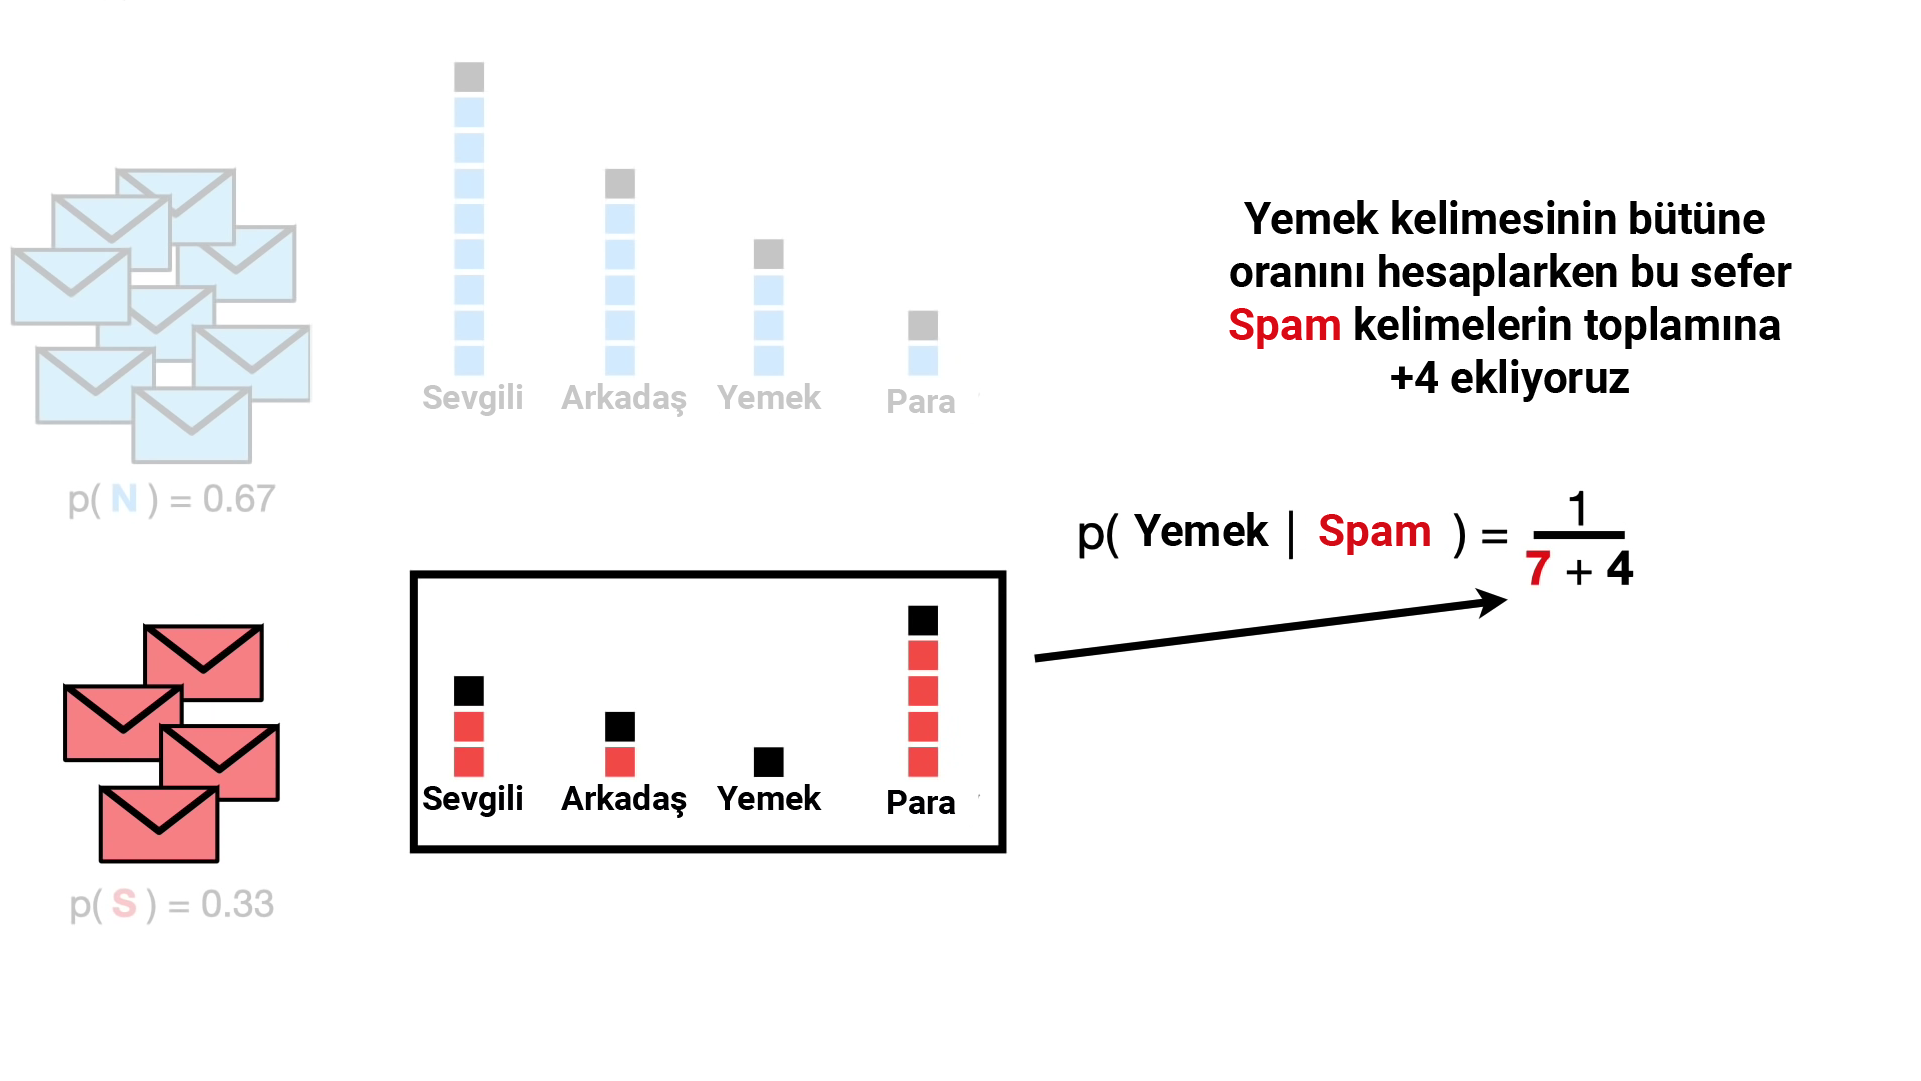 Sevgili Arkadaş Yemek Para
p( N ) = 0.67
Yemek kelimesinin bütüne
oranını hesaplarken bu sefer
Spam kelimelerin toplamına
+4 ekliyoruz
p( Yemek | Spam ) = 1
7 + 4
Sevgili Arkadaş Yemek Para
p( S ) = 0.33